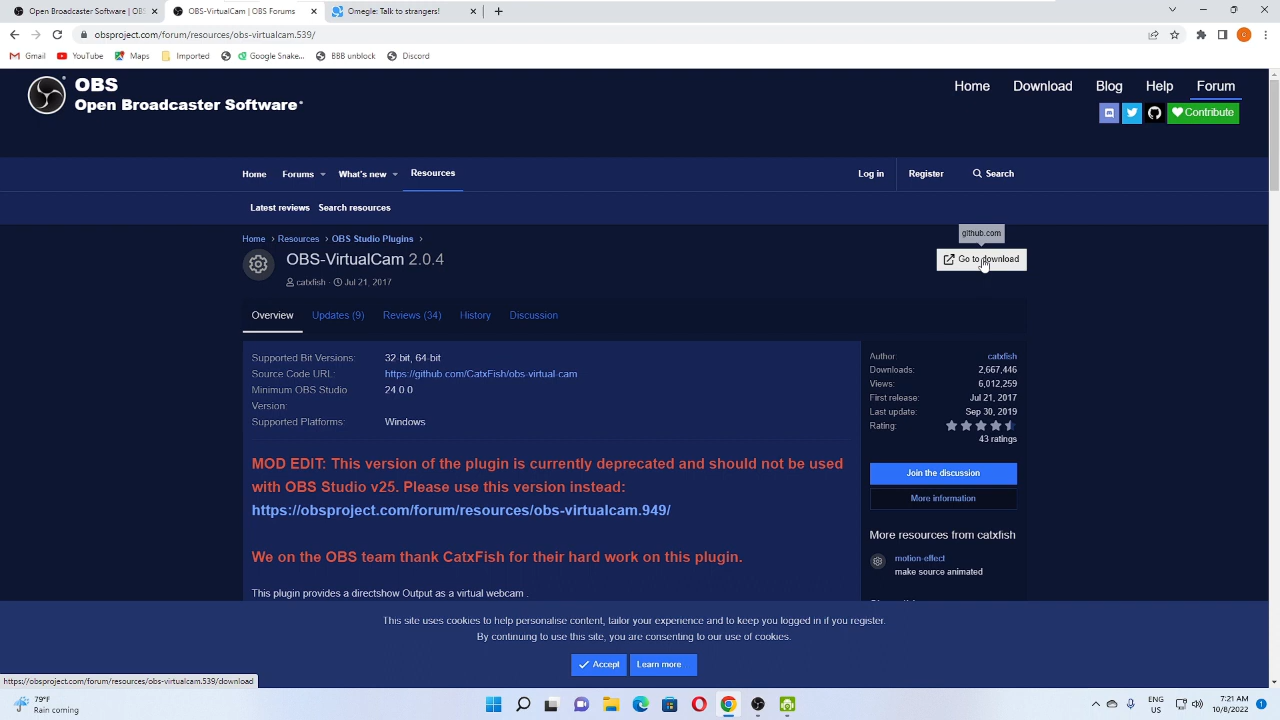 Open Broadcaster Software | OBS
OBS-VirtualCam | OBS Forums
Omegle: Talk to strangers!
obsproject.com/forum/resources/obs-virtualcam.539/
Gmail YouTube Maps Imported Google Snake... BBB unblock Discord
OBS
Open Broadcaster Software
Home Download Blog Help Forum
Contribute
Home Forums What's new Resources
Log in Register Search
Latest reviews Search resources
Home Resources OBS Studio Plugins
github.com
OBS-VirtualCam 2.0.4
Go to download
catxfish Jul 21, 2017
Overview Updates (9) Reviews (34) History Discussion
Supported Bit Versions: 32-bit, 64-bit
Source Code URL: https://github.com/CatxFish/obs-virtual-cam
Minimum OBS Studio Version: 24.0.0
Supported Platforms: Windows
MOD EDIT: This version of the plugin is currently deprecated and should not be used
with OBS Studio v25. Please use this version instead:
https://obsproject.com/forum/resources/obs-virtualcam.949/
We on the OBS team thank CatxFish for their hard work on this plugin.
This plugin provides a directshow Output as a virtual webcam .
Author: catxfish
Downloads: 2,667,446
Views: 6,012,259
First release: Jul 21, 2017
Last update: Sep 30, 2019
Rating:
43 ratings
Join the discussion
More information
More resources from catxfish
motion-effect
make source animated
This site uses cookies to help personalise content, tailor your experience and to keep you logged in if you register.
By continuing to use this site, you are consenting to our use of cookies.
Accept Learn more
https://obsproject.com/forum/resources/obs-virtualcam.539/download
79°F
Rain coming
ENG
US
7:21 AM
10/8/2022